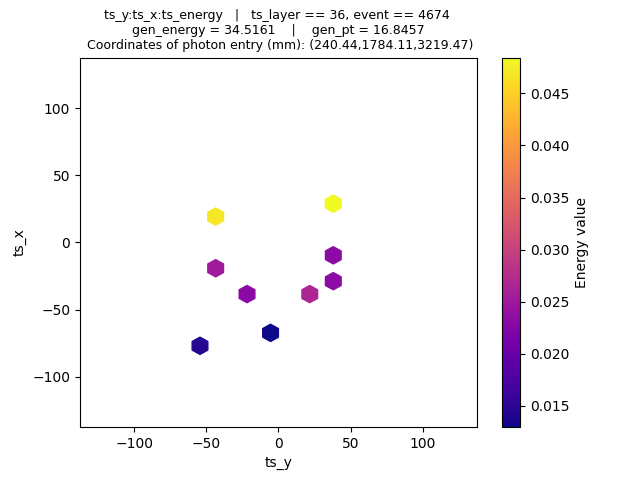 ts_y:ts_x:ts_energy   |   ts_layer == 36, event == 4674
gen_energy = 34.5161    |    gen_pt = 16.8457
Coordinates of photon entry (mm): (240.44,1784.11,3219.47)
100
50
0
−50
−100
ts_x
−100
−50
0
50
100
ts_y
0.045
0.040
0.035
0.030
0.025
0.020
0.015
Energy value